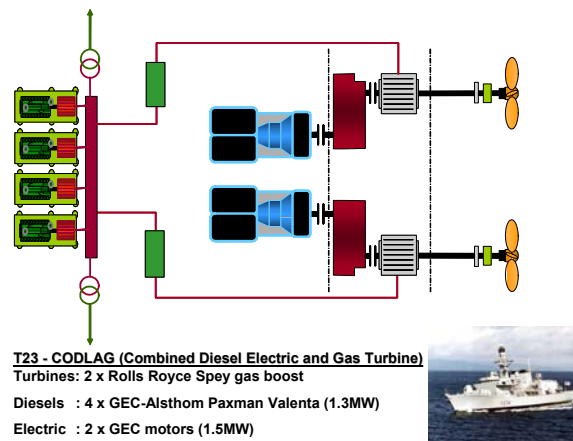 T23 - CODLAG (Combined Diesel Electric and Gas Turbine)
Turbines: 2 x Rolls Royce Spey gas boost
Diesels : 4 x GEC-Alsthom Paxman Valenta (1.3MW)
Electric : 2 x GEC motors (1.5MW)